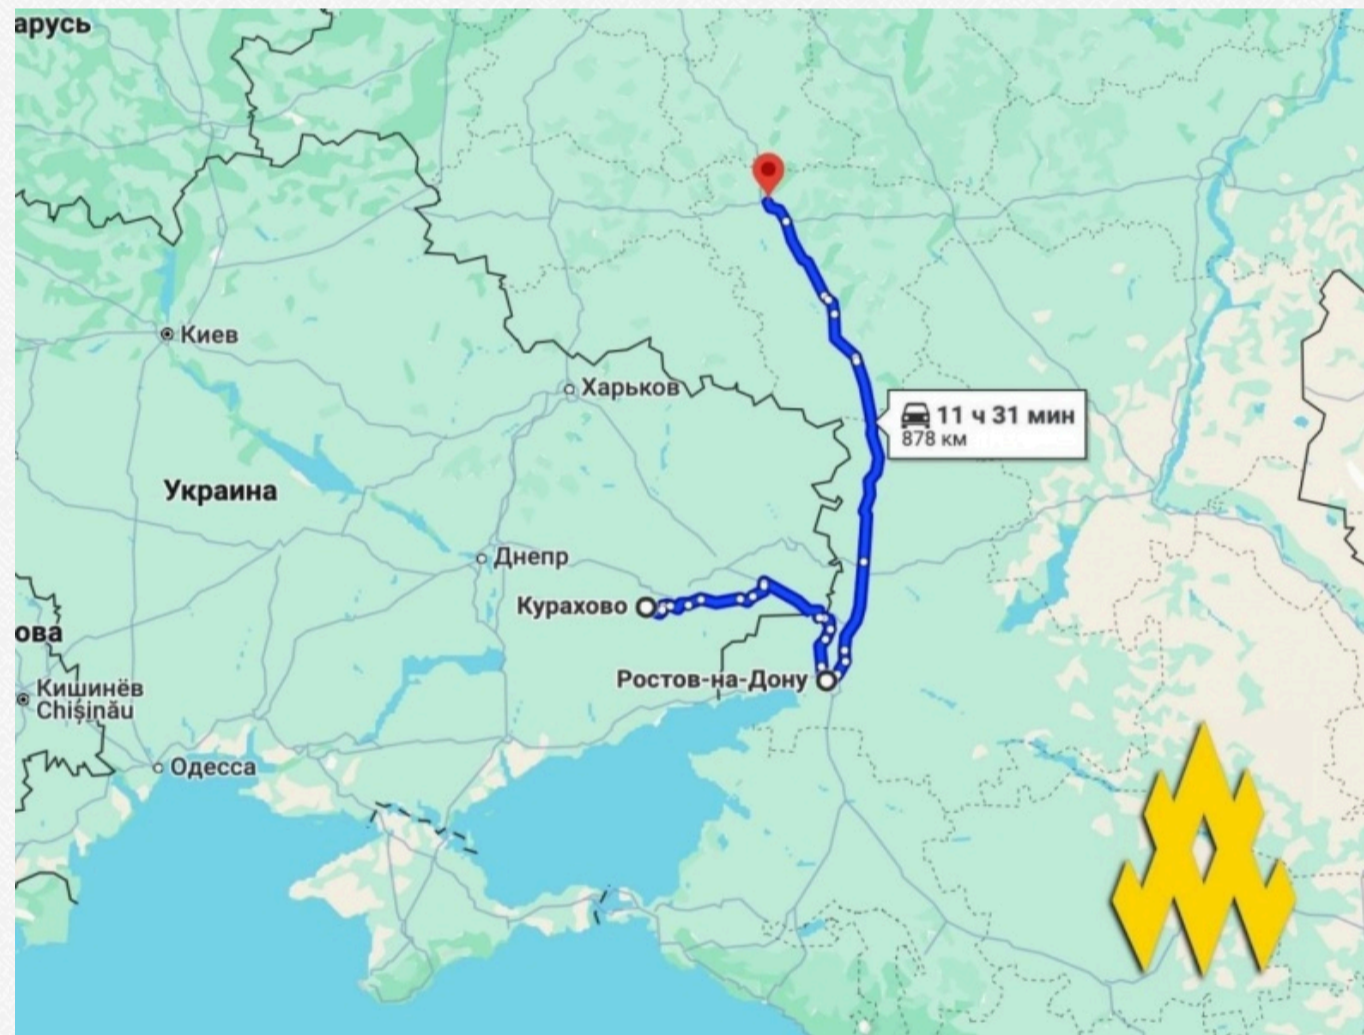 арусь
Киев
Харьков
11 ч 31 мин
878 км
Украина
Днепр
Курахово
ова
Ростов-на-Дону
Кишинёв
Chișinău
Одесса